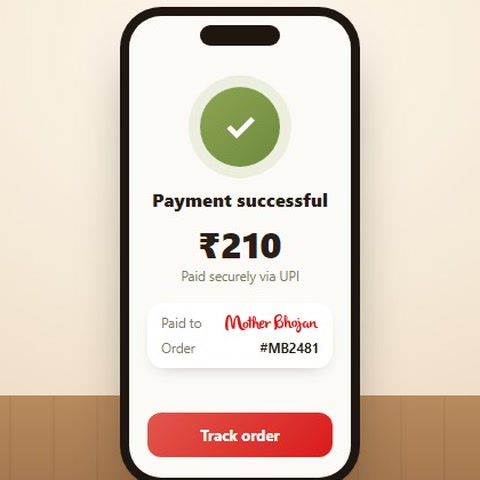 Payment successful
₹210
Paid securely via UPI
Paid to Mother Bhojan
Order #MB2481
Track order